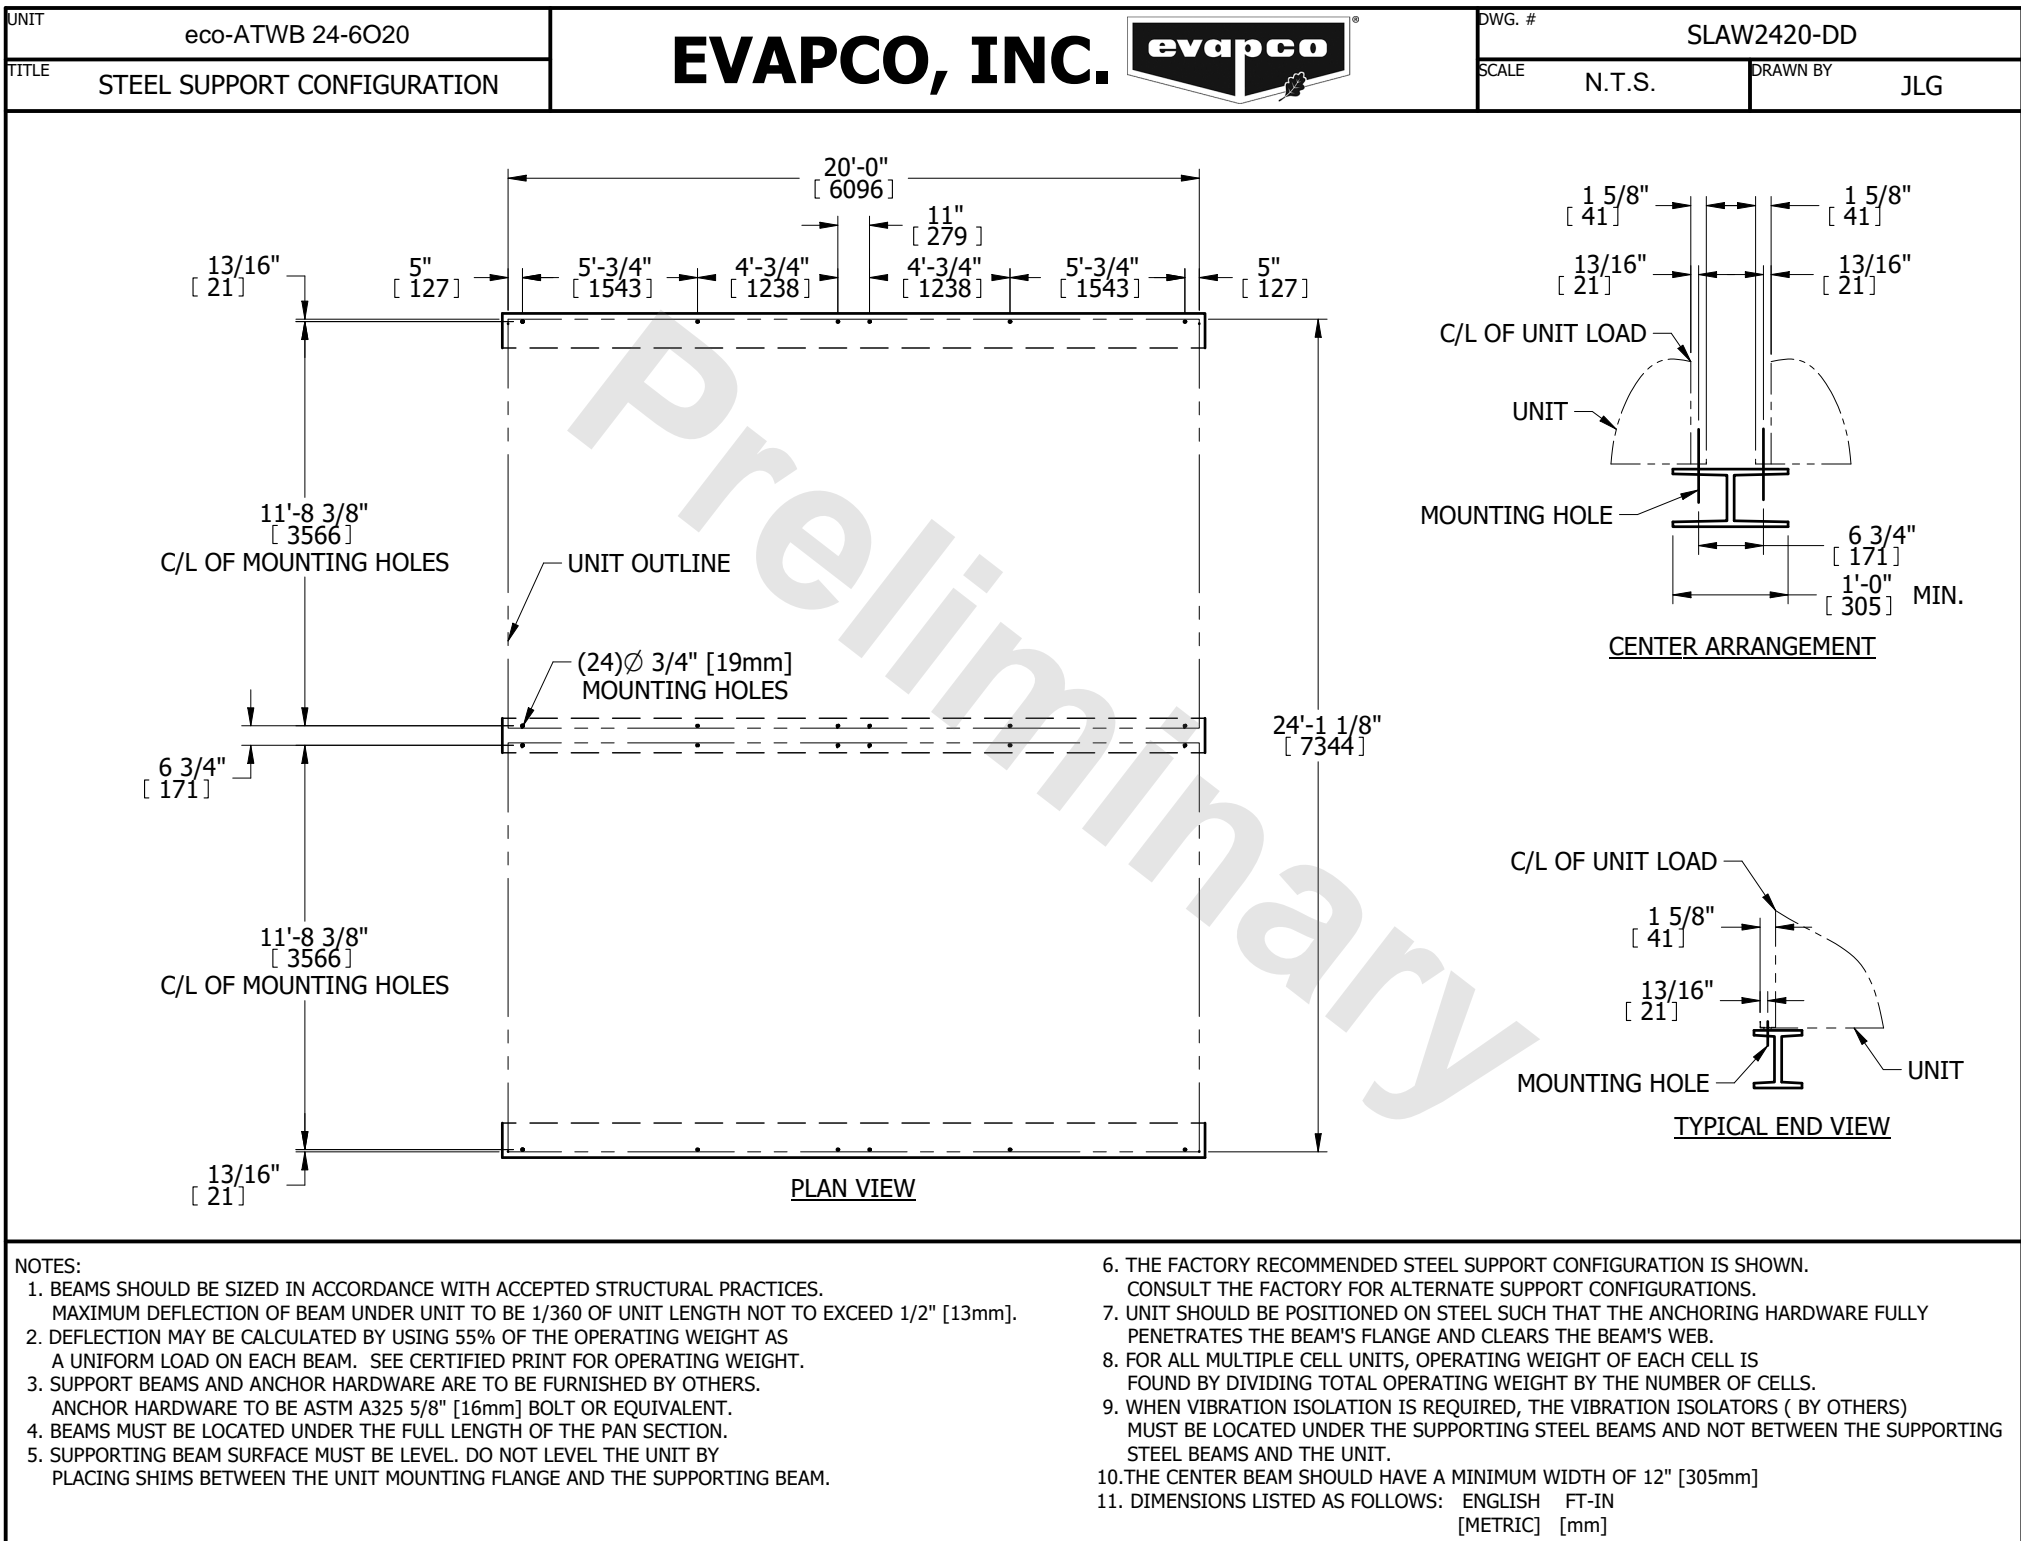 UNIT
eco-ATWB 24-6O20
TITLE
STEEL SUPPORT CONFIGURATION
EVAPCO, INC.
evapco
®
DWG. #
SLAW2420-DD
SCALE
N.T.S.
DRAWN BY
JLG
20'-0"
[ 6096 ]
11"
[ 279 ]
13/16"
[ 21 ]
5"
[ 127 ]
5'-3/4"
[ 1543 ]
4'-3/4"
[ 1238 ]
4'-3/4"
[ 1238 ]
5'-3/4"
[ 1543 ]
5"
[ 127 ]
11'-8 3/8"
[ 3566 ]
C/L OF MOUNTING HOLES
UNIT OUTLINE
(24)∅ 3/4" [19mm]
MOUNTING HOLES
6 3/4"
[ 171 ]
24'-1 1/8"
[ 7344 ]
11'-8 3/8"
[ 3566 ]
C/L OF MOUNTING HOLES
13/16"
[ 21 ]
PLAN VIEW
Preliminary
1 5/8"
[ 41 ]
1 5/8"
[ 41 ]
13/16"
[ 21 ]
13/16"
[ 21 ]
C/L OF UNIT LOAD
UNIT
MOUNTING HOLE
6 3/4"
[ 171 ]
1'-0"
[ 305 ] MIN.
CENTER ARRANGEMENT
C/L OF UNIT LOAD
1 5/8"
[ 41 ]
13/16"
[ 21 ]
MOUNTING HOLE
UNIT
TYPICAL END VIEW
NOTES:
1. BEAMS SHOULD BE SIZED IN ACCORDANCE WITH ACCEPTED STRUCTURAL PRACTICES.
MAXIMUM DEFLECTION OF BEAM UNDER UNIT TO BE 1/360 OF UNIT LENGTH NOT TO EXCEED 1/2" [13mm].
2. DEFLECTION MAY BE CALCULATED BY USING 55% OF THE OPERATING WEIGHT AS
A UNIFORM LOAD ON EACH BEAM. SEE CERTIFIED PRINT FOR OPERATING WEIGHT.
3. SUPPORT BEAMS AND ANCHOR HARDWARE ARE TO BE FURNISHED BY OTHERS.
ANCHOR HARDWARE TO BE ASTM A325 5/8" [16mm] BOLT OR EQUIVALENT.
4. BEAMS MUST BE LOCATED UNDER THE FULL LENGTH OF THE PAN SECTION.
5. SUPPORTING BEAM SURFACE MUST BE LEVEL. DO NOT LEVEL THE UNIT BY
PLACING SHIMS BETWEEN THE UNIT MOUNTING FLANGE AND THE SUPPORTING BEAM.
6. THE FACTORY RECOMMENDED STEEL SUPPORT CONFIGURATION IS SHOWN.
CONSULT THE FACTORY FOR ALTERNATE SUPPORT CONFIGURATIONS.
7. UNIT SHOULD BE POSITIONED ON STEEL SUCH THAT THE ANCHORING HARDWARE FULLY
PENETRATES THE BEAM'S FLANGE AND CLEARS THE BEAM'S WEB.
8. FOR ALL MULTIPLE CELL UNITS, OPERATING WEIGHT OF EACH CELL IS
FOUND BY DIVIDING TOTAL OPERATING WEIGHT BY THE NUMBER OF CELLS.
9. WHEN VIBRATION ISOLATION IS REQUIRED, THE VIBRATION ISOLATORS ( BY OTHERS)
MUST BE LOCATED UNDER THE SUPPORTING STEEL BEAMS AND NOT BETWEEN THE SUPPORTING
STEEL BEAMS AND THE UNIT.
10.THE CENTER BEAM SHOULD HAVE A MINIMUM WIDTH OF 12" [305mm]
11. DIMENSIONS LISTED AS FOLLOWS: ENGLISH FT-IN
[METRIC] [mm]